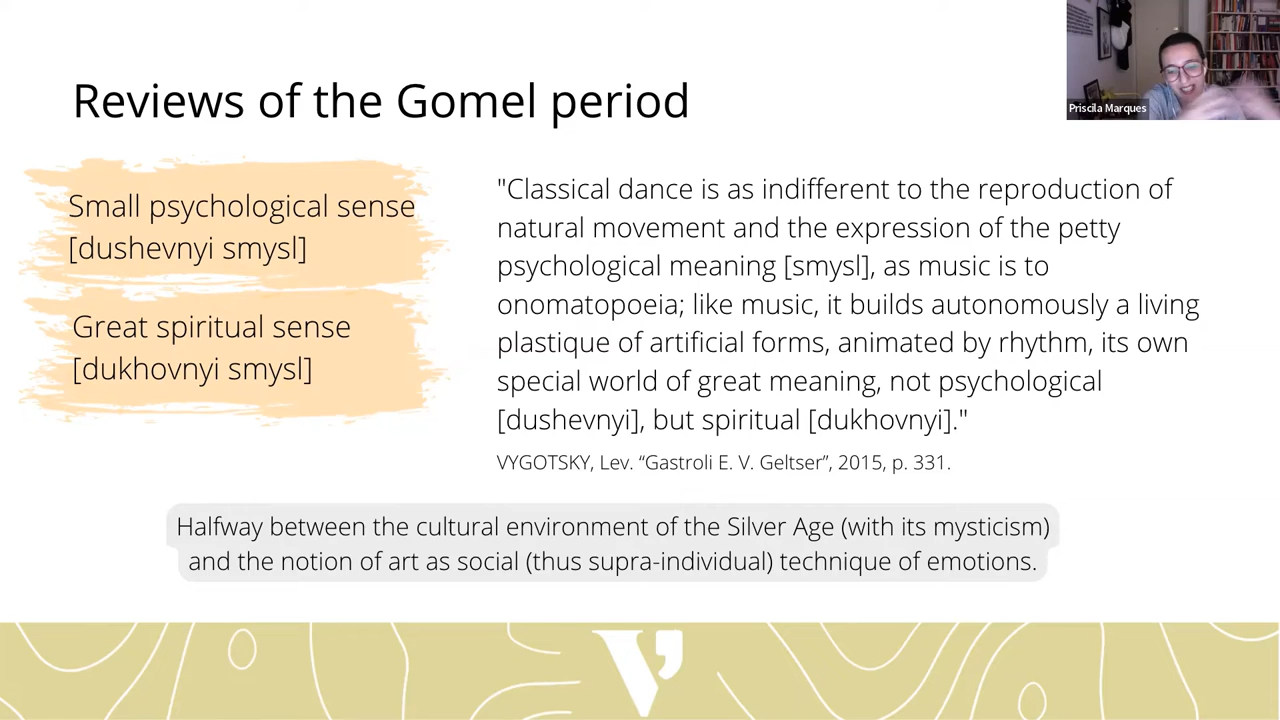 Priscila Marques
Reviews of the Gomel period
Small psychological sense
[dushevnyi smysl]
Great spiritual sense
[dukhovnyi smysl]
"Classical dance is as indifferent to the reproduction of
natural movement and the expression of the petty
psychological meaning [smysl], as music is to
onomatopoeia; like music, it builds autonomously a living
plastique of artificial forms, animated by rhythm, its own
special world of great meaning, not psychological
[dushevnyi], but spiritual [dukhovnyi]."
VYGOTSKY, Lev. “Gastroli E. V. Geltser”, 2015, p. 331.
Halfway between the cultural environment of the Silver Age (with its mysticism)
and the notion of art as social (thus supra-individual) technique of emotions.